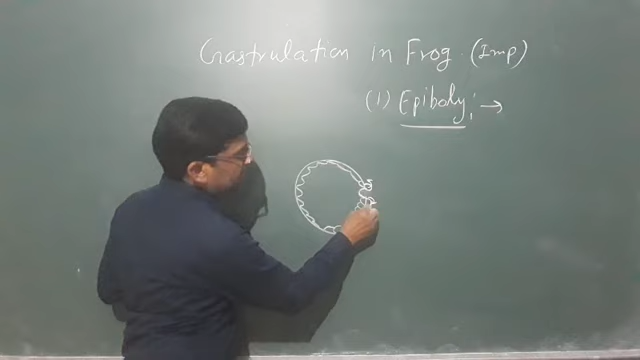 Gastrulation in Frog. (Imp)
(1) Epiboly: →